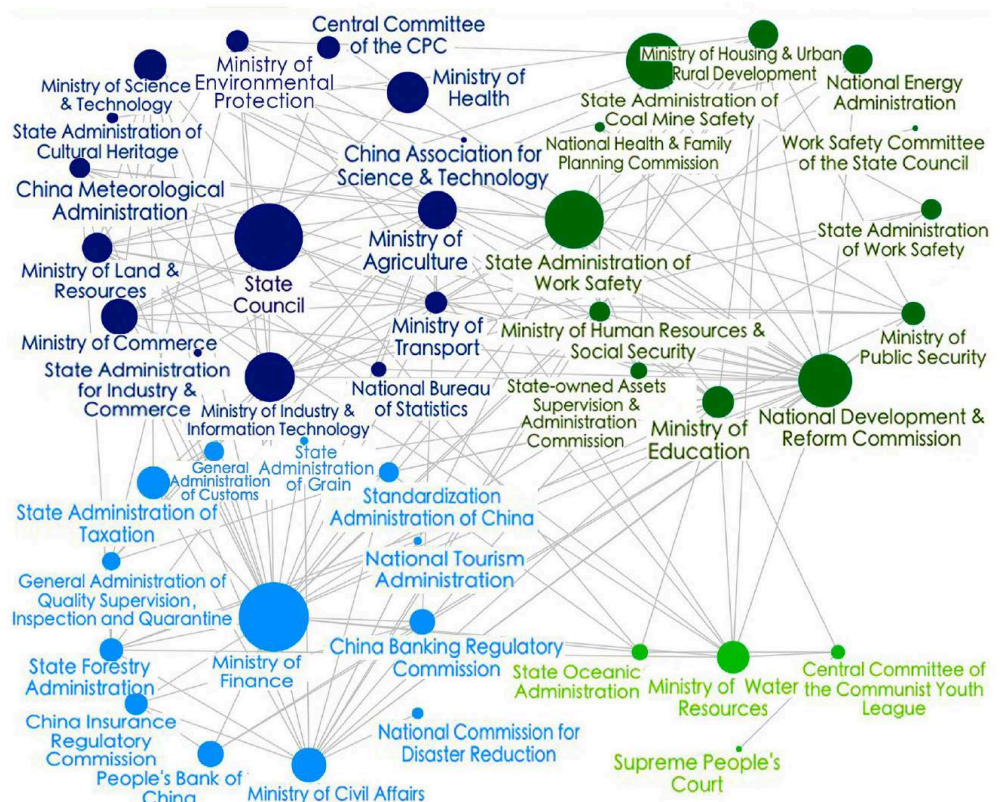 Central Committee
of the CPC
Ministry of
Environmental
Protection
Ministry of Science
& Technology
Ministry of
Health
State Administration of
Cultural Heritage
China Association for
Science & Technology
China Meteorological
Administration
Ministry of
Agriculture
Ministry of Land &
Resources
State
Council
Ministry of Commerce
Ministry of
Transport
State Administration
for Industry &
Commerce
National Bureau
of Statistics
Ministry of Industry &
Information Technology
Ministry of Housing & Urban
Rural Development
National Energy
Administration
State Administration of
Coal Mine Safety
National Health & Family
Planning Commission
Work Safety Committee
of the State Council
State Administration
of Work Safety
State Administration of
Work Safety
Ministry of Human Resources &
Social Security
Ministry of
Public Security
State-owned Assets
Supervision &
Administration
Commission
Ministry of
Education
National Development &
Reform Commission
General
Administration
of Customs
State
Administration
of Grain
Standardization
Administration of China
State Administration of
Taxation
National Tourism
Administration
General Administration of
Quality Supervision,
Inspection and Quarantine
China Banking Regulatory
Commission
Ministry of
Finance
State Forestry
Administration
China Insurance
Regulatory
Commission
National Commission for
Disaster Reduction
People's Bank of
China
Ministry of Civil Affairs
State Oceanic
Administration
Ministry of Water
Resources
Central Committee of
the Communist Youth
League
Supreme People's
Court